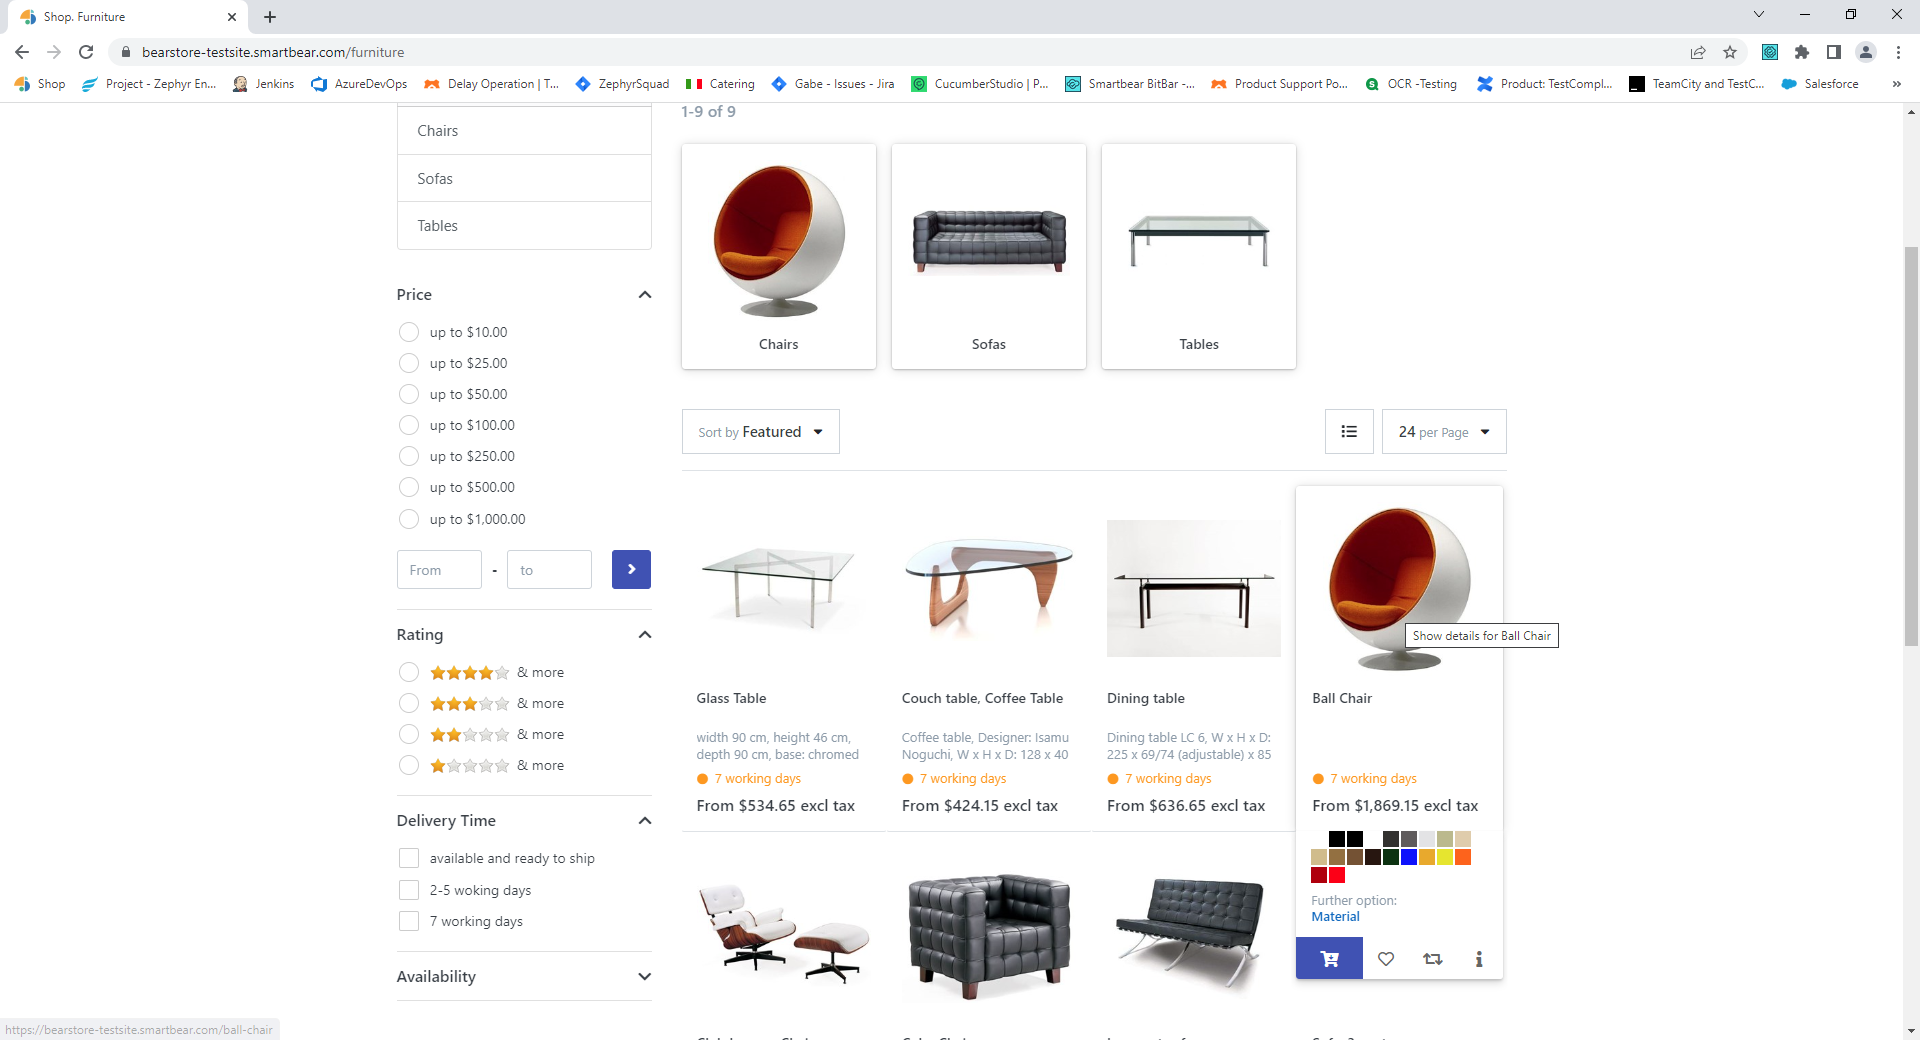 Shop. Furniture
bearstore-testsite.smartbear.com/furniture
Shop Project - Zephyr En... Jenkins AzureDevOps Delay Operation | T... ZephyrSquad Catering Gabe - Issues - Jira CucumberStudio | P... Smartbear BitBar -... Product Support Po... OCR -Testing Product: TestCompl... TeamCity and TestC... Salesforce »
1-9 of 9
Chairs
Sofas
Tables
Price
up to $10.00
up to $25.00
up to $50.00
up to $100.00
up to $250.00
up to $500.00
up to $1,000.00
From - to
Rating
& more
& more
& more
& more
Delivery Time
available and ready to ship
2-5 woking days
7 working days
Availability
Chairs
Sofas
Tables
Sort by Featured
24 per Page
Glass Table
width 90 cm, height 46 cm,
depth 90 cm, base: chromed
7 working days
From $534.65 excl tax
Couch table, Coffee Table
Coffee table, Designer: Isamu
Noguchi, W x H x D: 128 x 40
7 working days
From $424.15 excl tax
Dining table
Dining table LC 6, W x H x D:
225 x 69/74 (adjustable) x 85
7 working days
From $636.65 excl tax
Show details for Ball Chair
Ball Chair
7 working days
From $1,869.15 excl tax
Further option:
Material
https://bearstore-testsite.smartbear.com/ball-chair